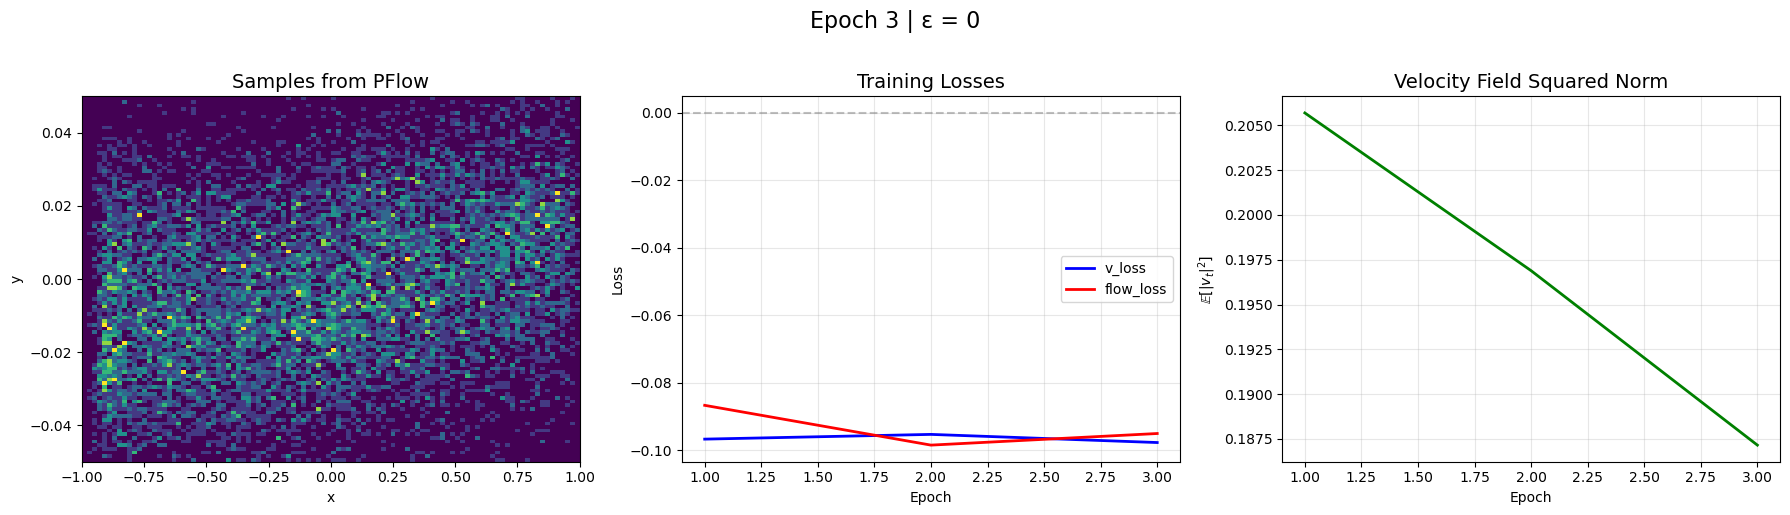 Epoch 3 | ε = 0
Samples from PFlow
0.04
0.02
0.00
−0.02
−0.04
y
−1.00 −0.75 −0.50 −0.25 0.00 0.25 0.50 0.75 1.00
x
Training Losses
0.00
−0.02
−0.04
−0.06
−0.08
−0.10
Loss
v_loss
flow_loss
1.00 1.25 1.50 1.75 2.00 2.25 2.50 2.75 3.00
Epoch
Velocity Field Squared Norm
0.2050
0.2025
0.2000
0.1975
0.1950
0.1925
0.1900
0.1875
𝔼[|v_t|²]
1.00 1.25 1.50 1.75 2.00 2.25 2.50 2.75 3.00
Epoch